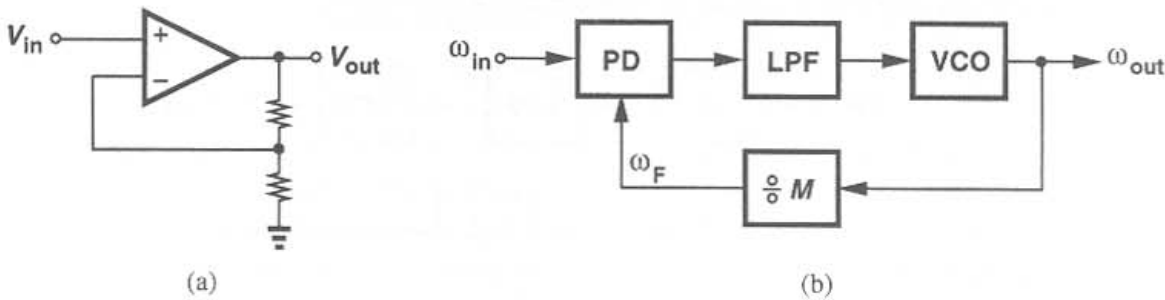 V_in + − V_out
(a)
ω_in PD LPF VCO ω_out
ω_F ÷ M
(b)